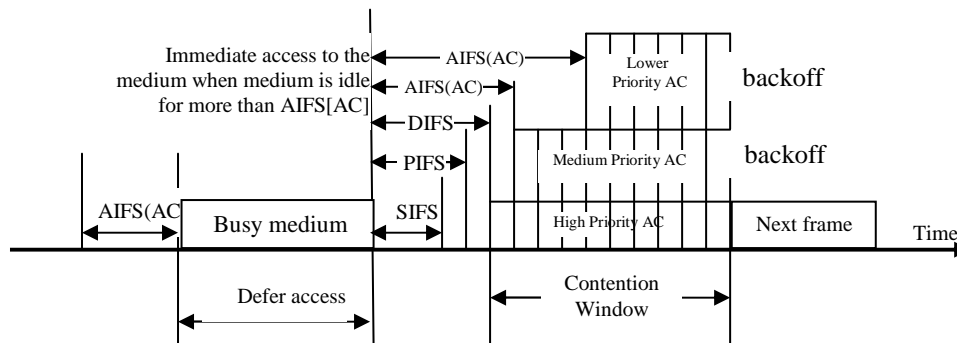 Immediate access to the
medium when medium is idle
for more than AIFS[AC]
AIFS(AC)
Lower
Priority AC
backoff
AIFS(AC)
DIFS
PIFS
Medium Priority AC
backoff
AIFS(AC
Busy medium
SIFS
High Priority AC
Next frame
Time
Defer access
Contention
Window